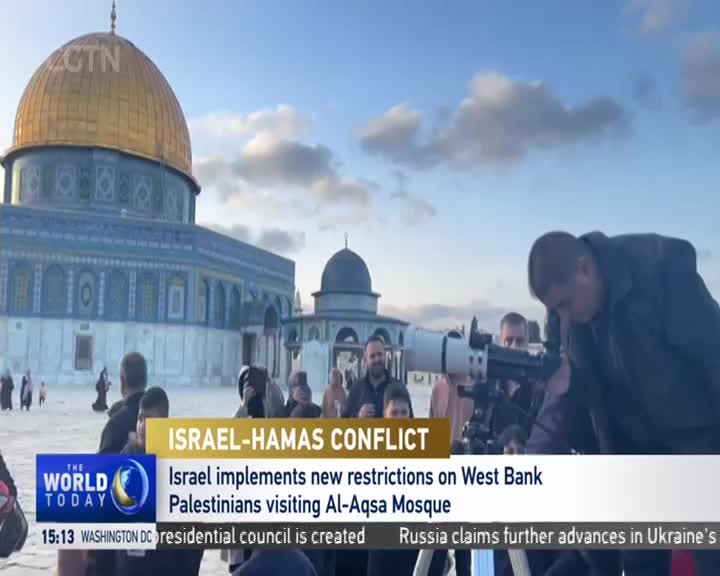 CGTN
ISRAEL-HAMAS CONFLICT
Israel implements new restrictions on West Bank
Palestinians visiting Al-Aqsa Mosque
THE
WORLD
TODAY
15:13 WASHINGTON DC
presidential council is created Russia claims further advances in Ukraine's